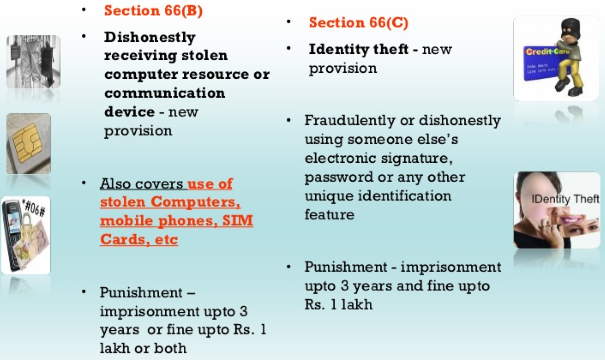 • Section 66(B)
• Dishonestly
receiving stolen
computer resource or
communication
device - new
provision
• Also covers use of
stolen Computers,
mobile phones, SIM
Cards, etc
• Punishment –
imprisonment upto 3
years or fine upto Rs. 1
lakh or both
• Section 66(C)
• Identity theft - new
provision
• Fraudulently or dishonestly
using someone else's
electronic signature,
password or any other
unique identification
feature
• Punishment - imprisonment
upto 3 years and fine upto
Rs. 1 lakh
*#06#
Credit Card
IDentity Theft